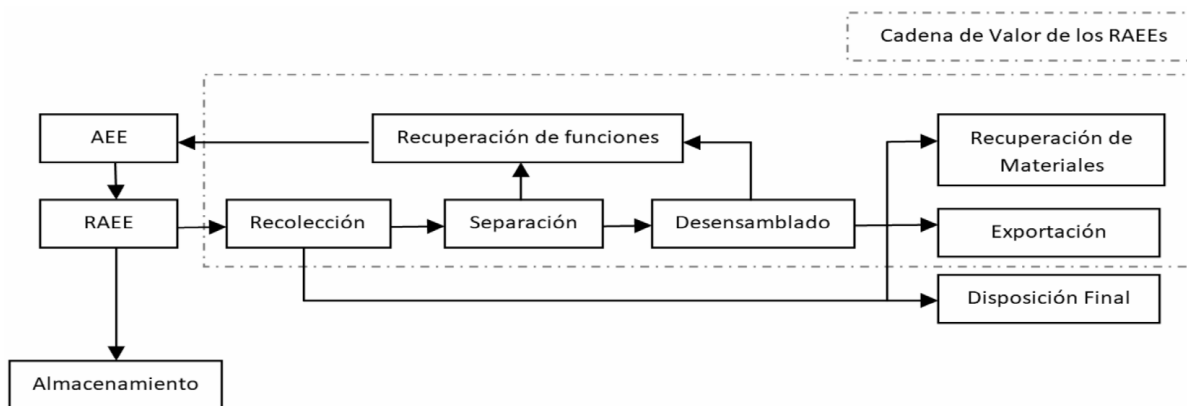 Cadena de Valor de los RAEEs
AEE
Recuperación de funciones
Recuperación de
Materiales
RAEE
Recolección
Separación
Desensamblado
Exportación
Disposición Final
Almacenamiento